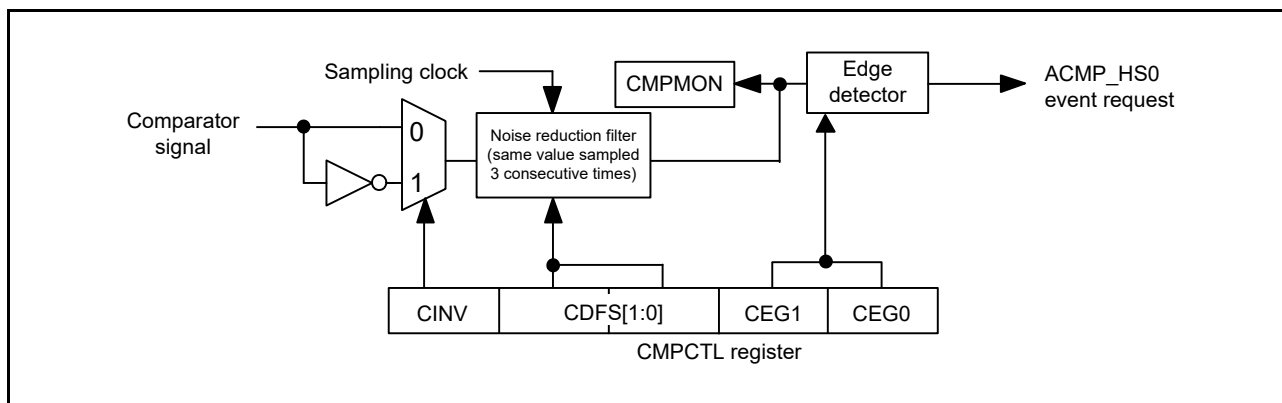 Sampling clock
CMPMON
Edge
detector
ACMP_HS0
event request
Comparator
signal
0
1
Noise reduction filter
(same value sampled
3 consecutive times)
CINV
CDFS[1:0]
CEG1
CEG0
CMPCTL register